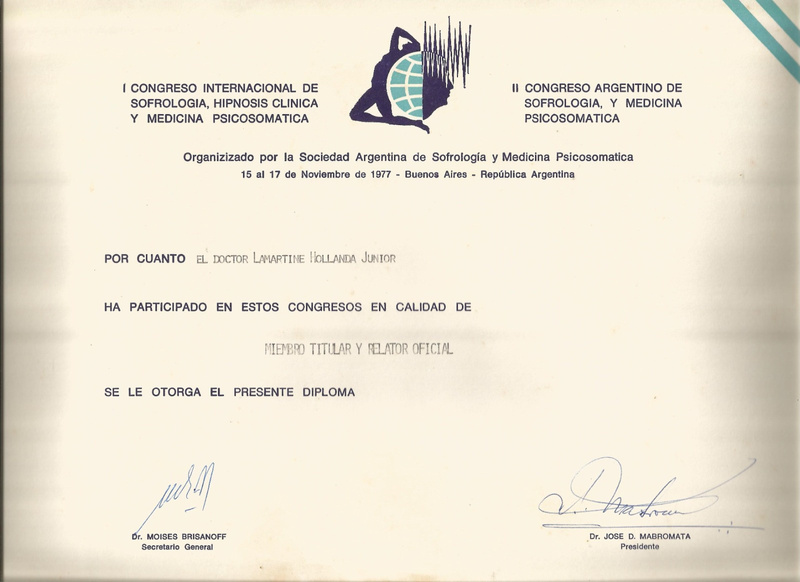 I CONGRESO INTERNACIONAL DE
SOFROLOGIA, HIPNOSIS CLINICA
Y MEDICINA PSICOSOMATICA
II CONGRESO ARGENTINO DE
SOFROLOGIA, Y MEDICINA
PSICOSOMATICA
Organizizado por la Sociedad Argentina de Sofrología y Medicina Psicosomatica
15 al 17 de Noviembre de 1977 - Buenos Aires - República Argentina
POR CUANTO EL DOCTOR LAMARTINE HOLLANDA JUNIOR
HA PARTICIPADO EN ESTOS CONGRESOS EN CALIDAD DE
MIEMBRO TITULAR Y RELATOR OFICIAL
SE LE OTORGA EL PRESENTE DIPLOMA
Dr. MOISES BRISANOFF
Secretario General
Dr. JOSE D. MABROMATA
Presidente